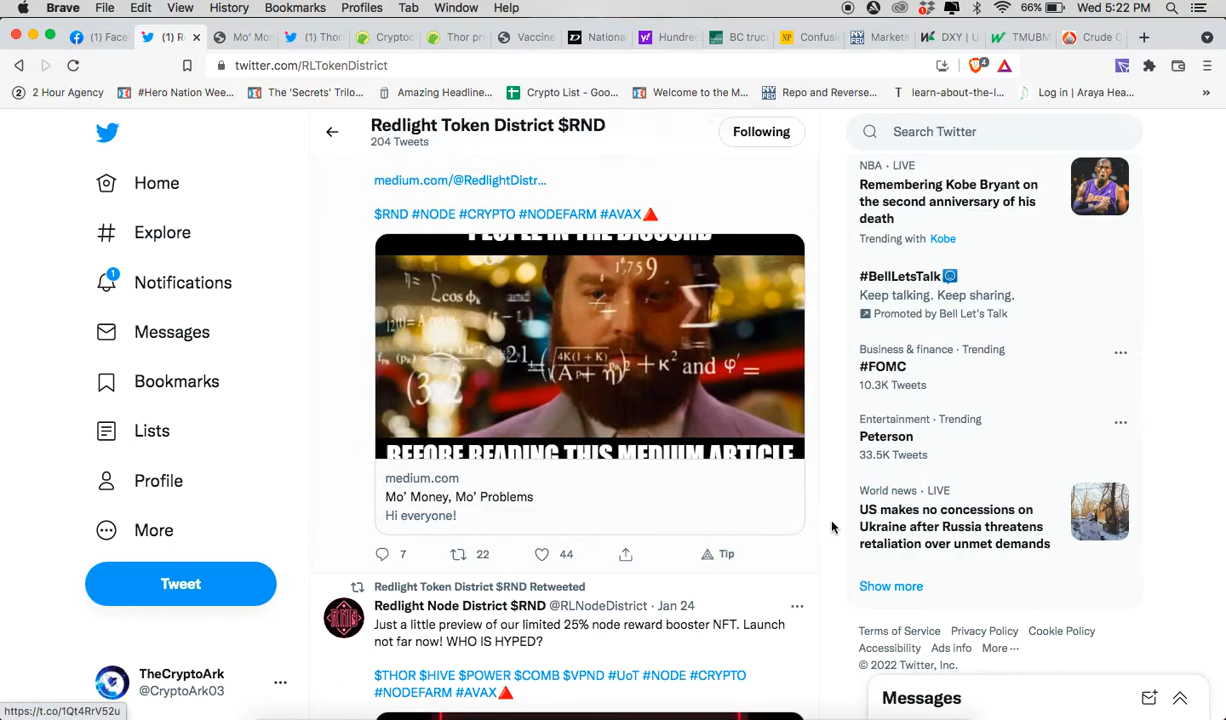 Brave File Edit View History Bookmarks Profiles Tab Window Help 66% Wed 5:22 PM
(1) Face (1) R Mo' Mon (1) Thor Cryptoc Thor pri Vaccine Nationa Hundrec BC truc Confusi Markets DXY | U TMUBM Crude O
twitter.com/RLTokenDistrict 4
2 Hour Agency #Hero Nation Wee... The 'Secrets' Trilo... Amazing Headline... Crypto List - Goo... Welcome to the M... Repo and Reverse... learn-about-the-l... Log in | Araya Hea... »
Home
Explore
1
Notifications
Messages
Bookmarks
Lists
Profile
More
Tweet
TheCryptoArk
@CryptoArk03
https://t.co/1Qt4RrV52u
Redlight Token District $RND
204 Tweets
Following
medium.com/@RedlightDistr...
$RND #NODE #CRYPTO #NODEFARM #AVAX🔺
PEOPLE IN THE DISCORD
BEFORE READING THIS MEDIUM ARTICLE
medium.com
Mo' Money, Mo' Problems
Hi everyone!
7 22 44 Tip
Redlight Token District $RND Retweeted
Redlight Node District $RND @RLNodeDistrict · Jan 24
Just a little preview of our limited 25% node reward booster NFT. Launch
not far now! WHO IS HYPED?
$THOR $HIVE $POWER $COMB $VPND #UoT #NODE #CRYPTO
#NODEFARM #AVAX🔺
Search Twitter
NBA · LIVE
Remembering Kobe Bryant on
the second anniversary of his
death
Trending with Kobe
#BellLetsTalk
Keep talking. Keep sharing.
Promoted by Bell Let's Talk
Business & finance · Trending
#FOMC
10.3K Tweets
Entertainment · Trending
Peterson
33.5K Tweets
World news · LIVE
US makes no concessions on
Ukraine after Russia threatens
retaliation over unmet demands
Show more
Terms of Service Privacy Policy Cookie Policy
Accessibility Ads info More ···
© 2022 Twitter, Inc.
Messages